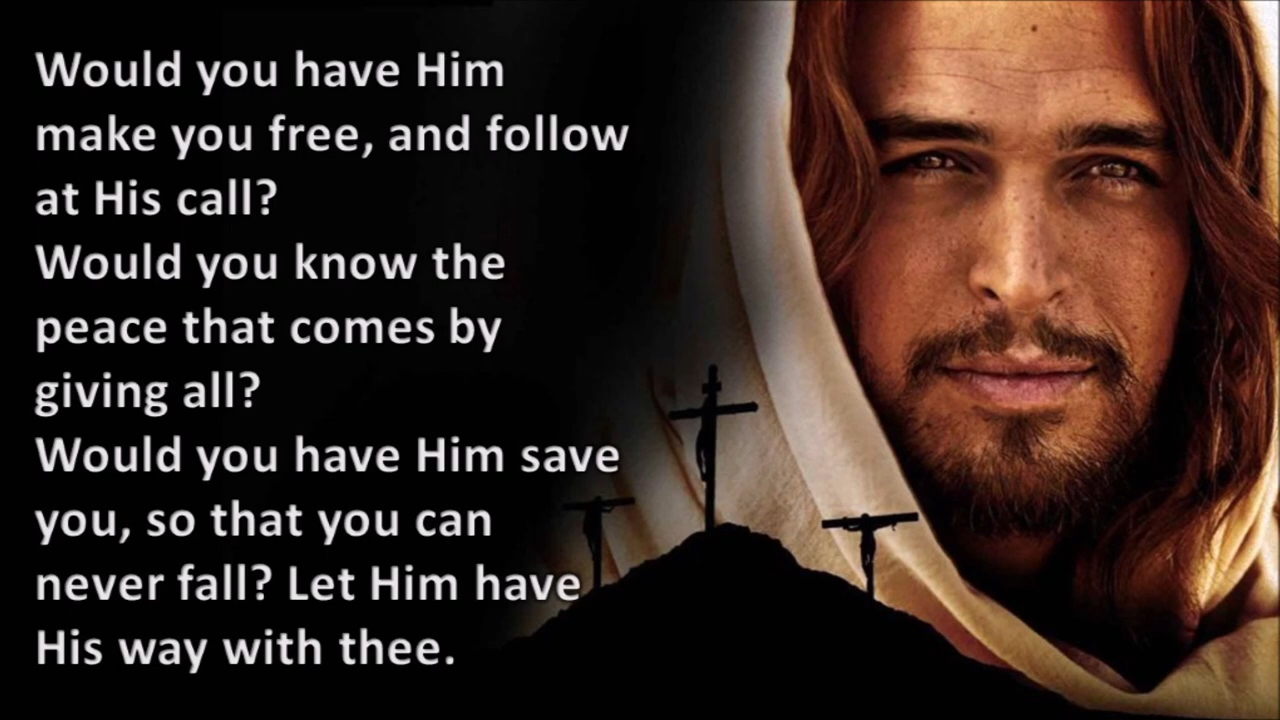 Would you have Him
make you free, and follow
at His call?
Would you know the
peace that comes by
giving all?
Would you have Him save
you, so that you can
never fall? Let Him have
His way with thee.